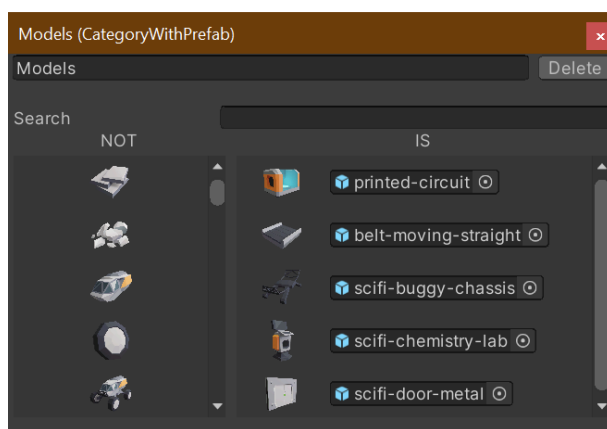 Models (CategoryWithPrefab)
Models Delete
Search
NOT IS
printed-circuit
belt-moving-straight
scifi-buggy-chassis
scifi-chemistry-lab
scifi-door-metal